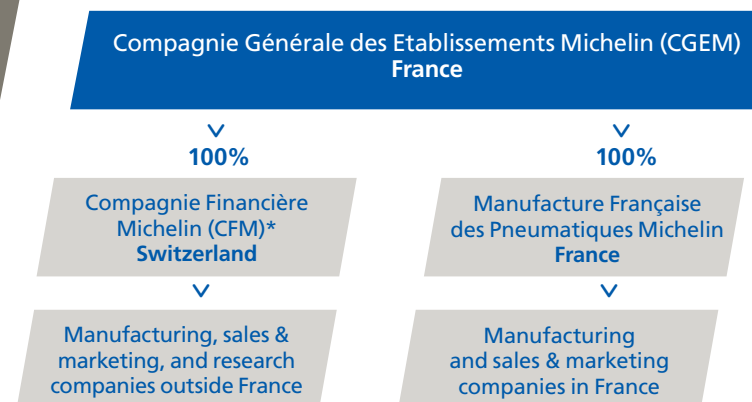 Compagnie Générale des Etablissements Michelin (CGEM)
France
100%
100%
Compagnie Financière
Michelin (CFM)*
Switzerland
Manufacture Française
des Pneumatiques Michelin
France
Manufacturing, sales &
marketing, and research
companies outside France
Manufacturing
and sales & marketing
companies in France